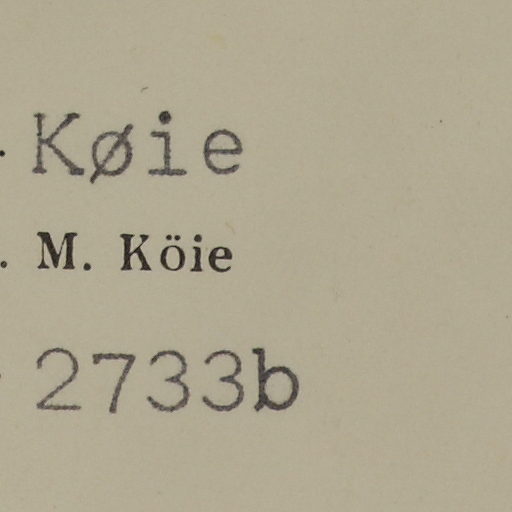 . Køie
. M. Köie
2733b